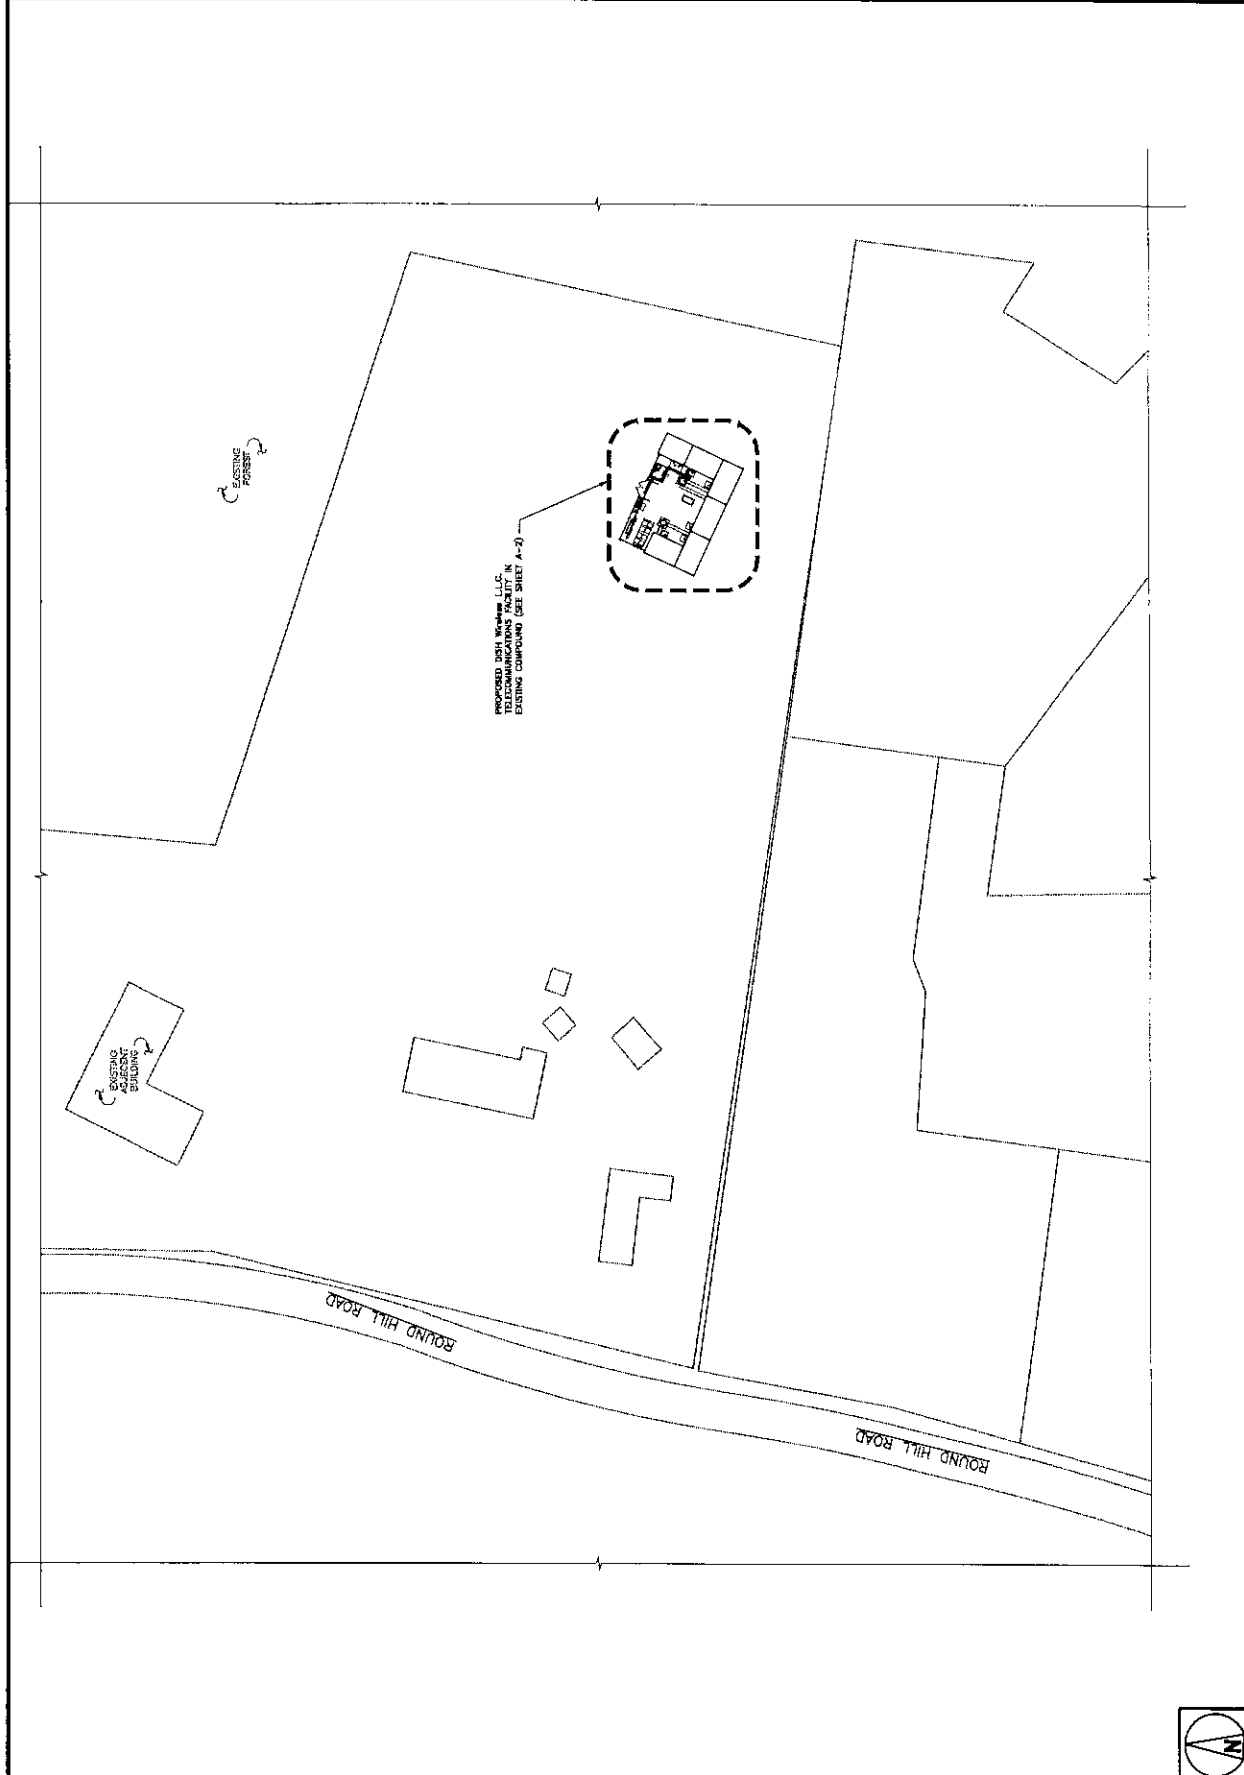 EXISTING
FOREST
PROPOSED DISH Wireless L.L.C.
TELECOMMUNICATIONS FACILITY IN
EXISTING COMPOUND (SEE SHEET A-2)
EXISTING
ADJECENT
BUILDING
ROUND HILL ROAD
ROUND HILL ROAD
N